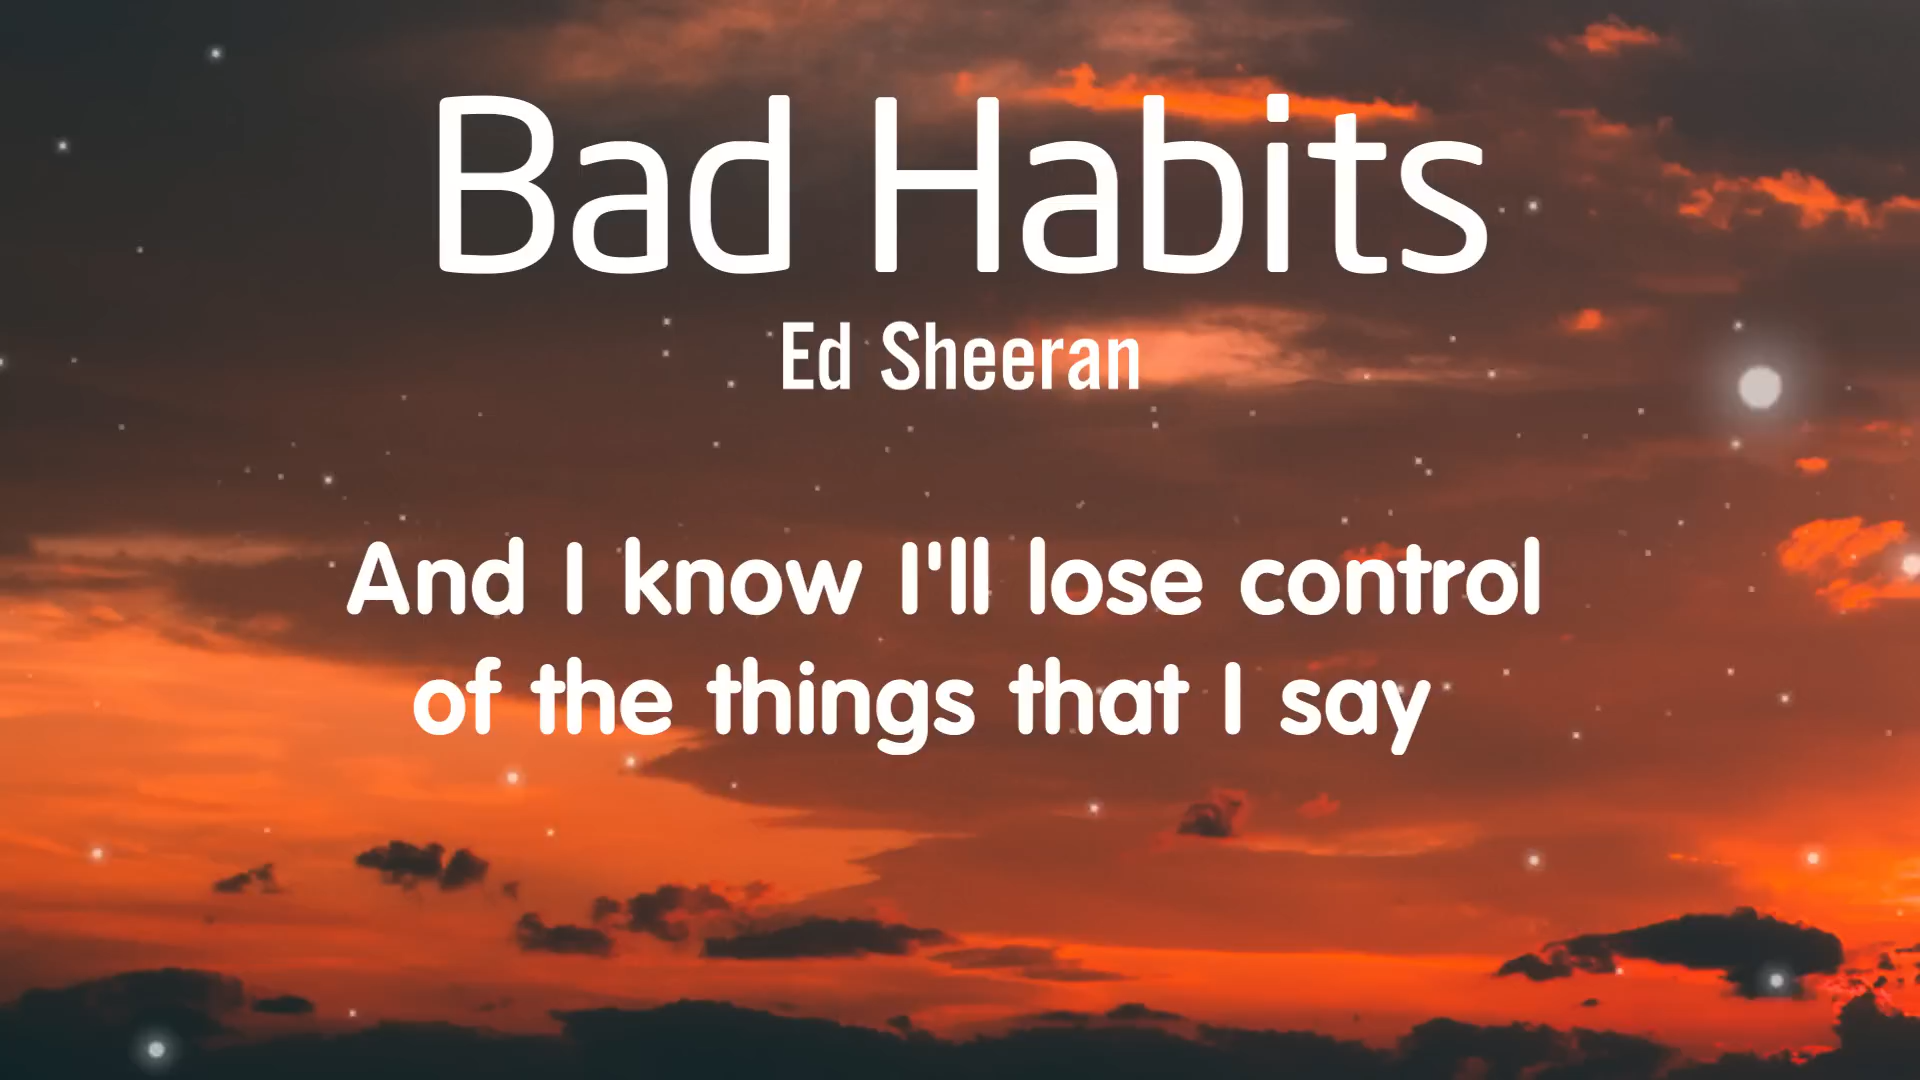 Bad Habits
Ed Sheeran
And I know I'll lose control
of the things that I say